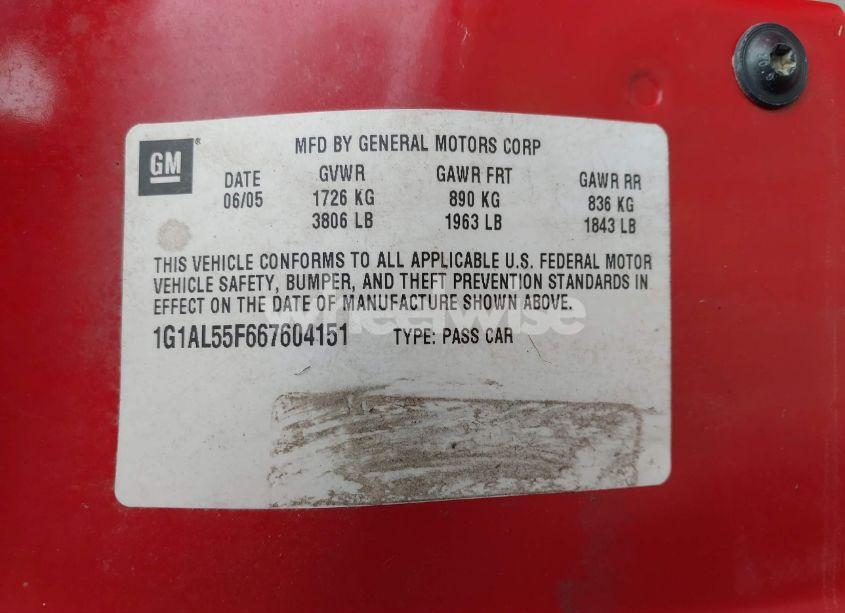 GM ®
MFD BY GENERAL MOTORS CORP
DATE GVWR GAWR FRT GAWR RR
06/05 1726 KG 890 KG 836 KG
3806 LB 1963 LB 1843 LB
THIS VEHICLE CONFORMS TO ALL APPLICABLE U.S. FEDERAL MOTOR
VEHICLE SAFETY, BUMPER, AND THEFT PREVENTION STANDARDS IN
EFFECT ON THE DATE OF MANUFACTURE SHOWN ABOVE.
wheelwise
1G1AL55F667604151 TYPE: PASS CAR